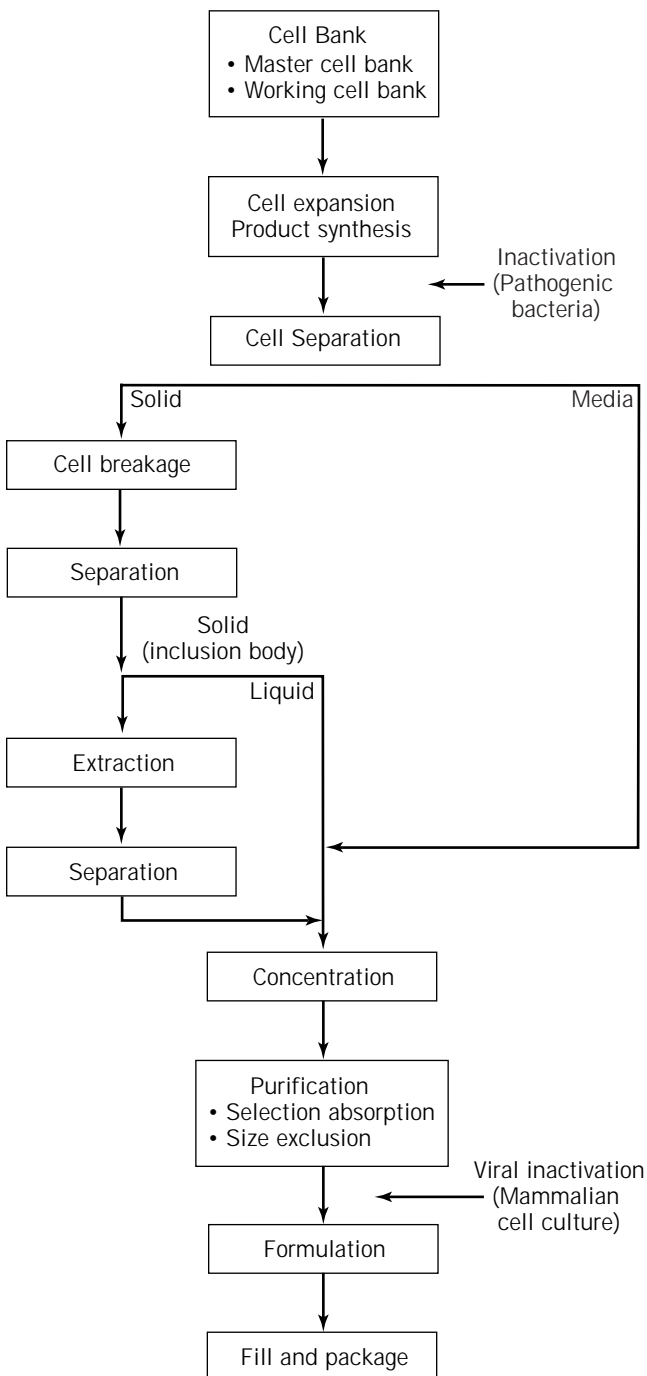 Cell Bank
• Master cell bank
• Working cell bank
Cell expansion
Product synthesis
Inactivation
(Pathogenic
bacteria)
Cell Separation
Solid
Media
Cell breakage
Separation
Solid
(inclusion body)
Liquid
Extraction
Separation
Concentration
Purification
• Selection absorption
• Size exclusion
Viral inactivation
(Mammalian
cell culture)
Formulation
Fill and package